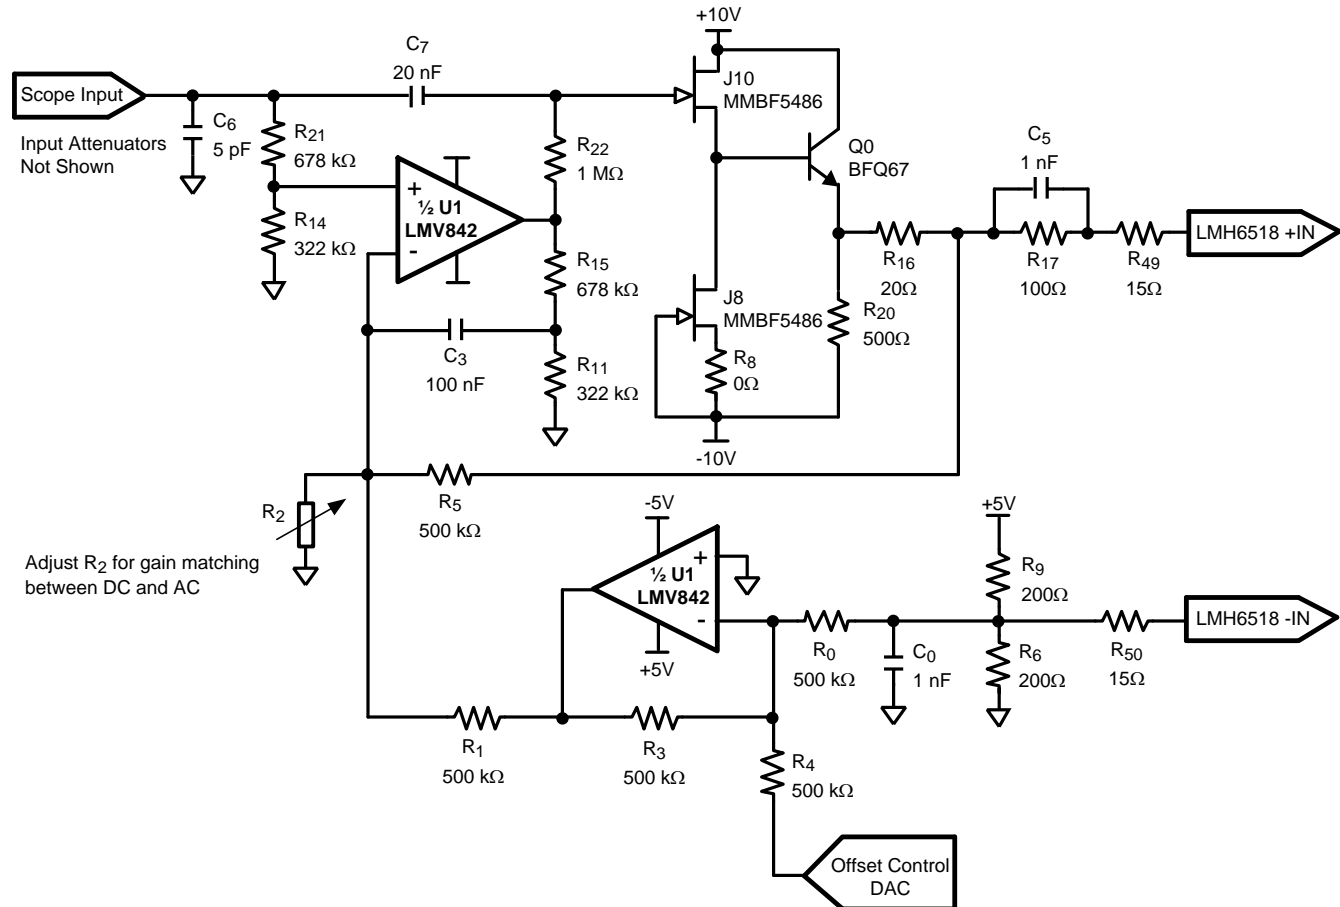 +10V
C7
20 nF
Scope Input
J10
MMBF5486
C6
5 pF
Input Attenuators
Not Shown
R21
678 kΩ
R22
1 MΩ
C5
1 nF
Q0
BFQ67
+
½ U1
LMV842
-
R14
322 kΩ
LMH6518 +IN
R15
678 kΩ
R16
20Ω
R17
100Ω
R49
15Ω
J8
MMBF5486
R20
500Ω
C3
100 nF
R11
322 kΩ
R8
0Ω
-10V
R2
R5
500 kΩ
-5V
+5V
Adjust R2 for gain matching
between DC and AC
+
½ U1
LMV842
-
R9
200Ω
LMH6518 -IN
+5V
R0
500 kΩ
C0
1 nF
R6
200Ω
R50
15Ω
R1
500 kΩ
R3
500 kΩ
R4
500 kΩ
Offset Control
DAC